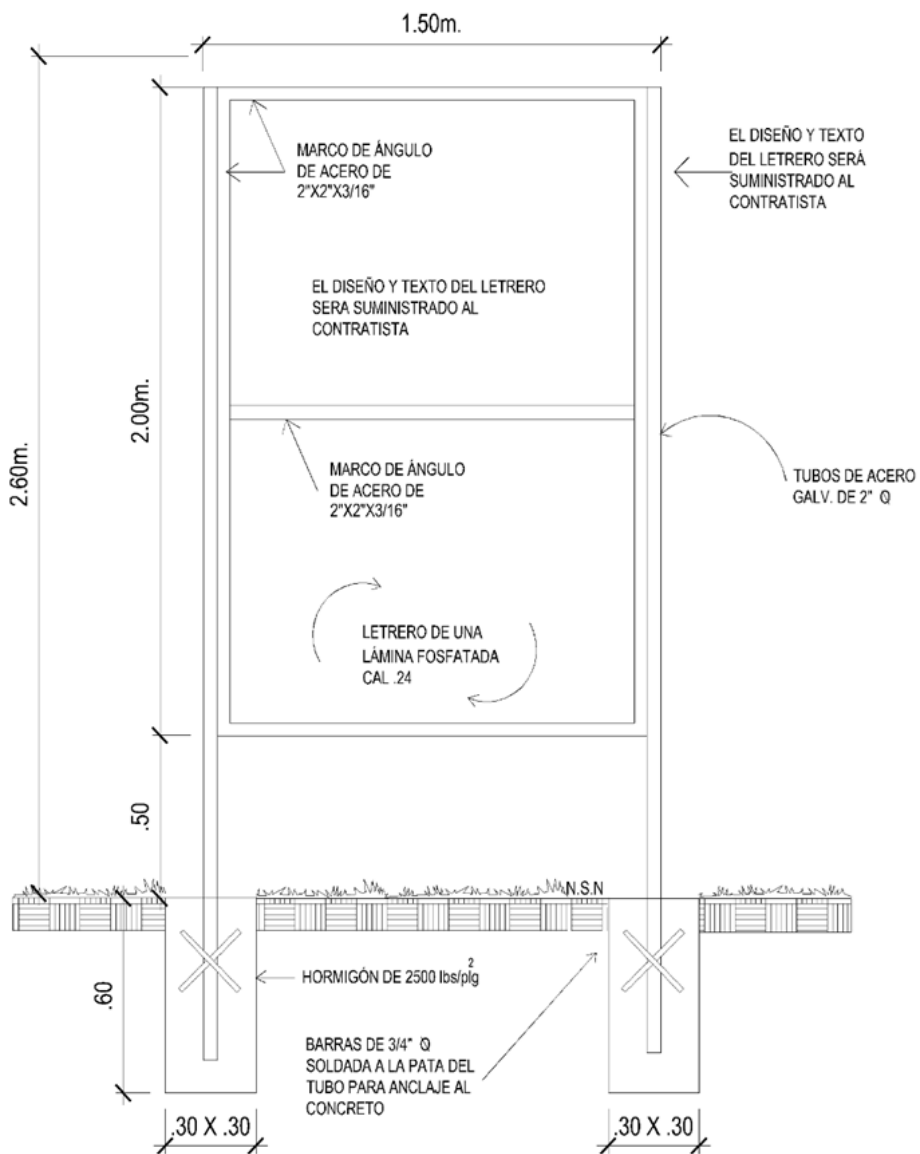 1.50m.
MARCO DE ÁNGULO
DE ACERO DE
2"X2"X3/16"
EL DISEÑO Y TEXTO
DEL LETRERO SERÁ
SUMINISTRADO AL
CONTRATISTA
EL DISEÑO Y TEXTO DEL LETRERO
SERA SUMINISTRADO AL
CONTRATISTA
2.00m.
2.60m.
MARCO DE ÁNGULO
DE ACERO DE
2"X2"X3/16"
TUBOS DE ACERO
GALV. DE 2" Q
LETRERO DE UNA
LÁMINA FOSFATADA
CAL .24
.50
N.S.N
HORMIGÓN DE 2500 lbs/plg²
.60
BARRAS DE 3/4" Q
SOLDADA A LA PATA DEL
TUBO PARA ANCLAJE AL
CONCRETO
.30 X .30
.30 X .30